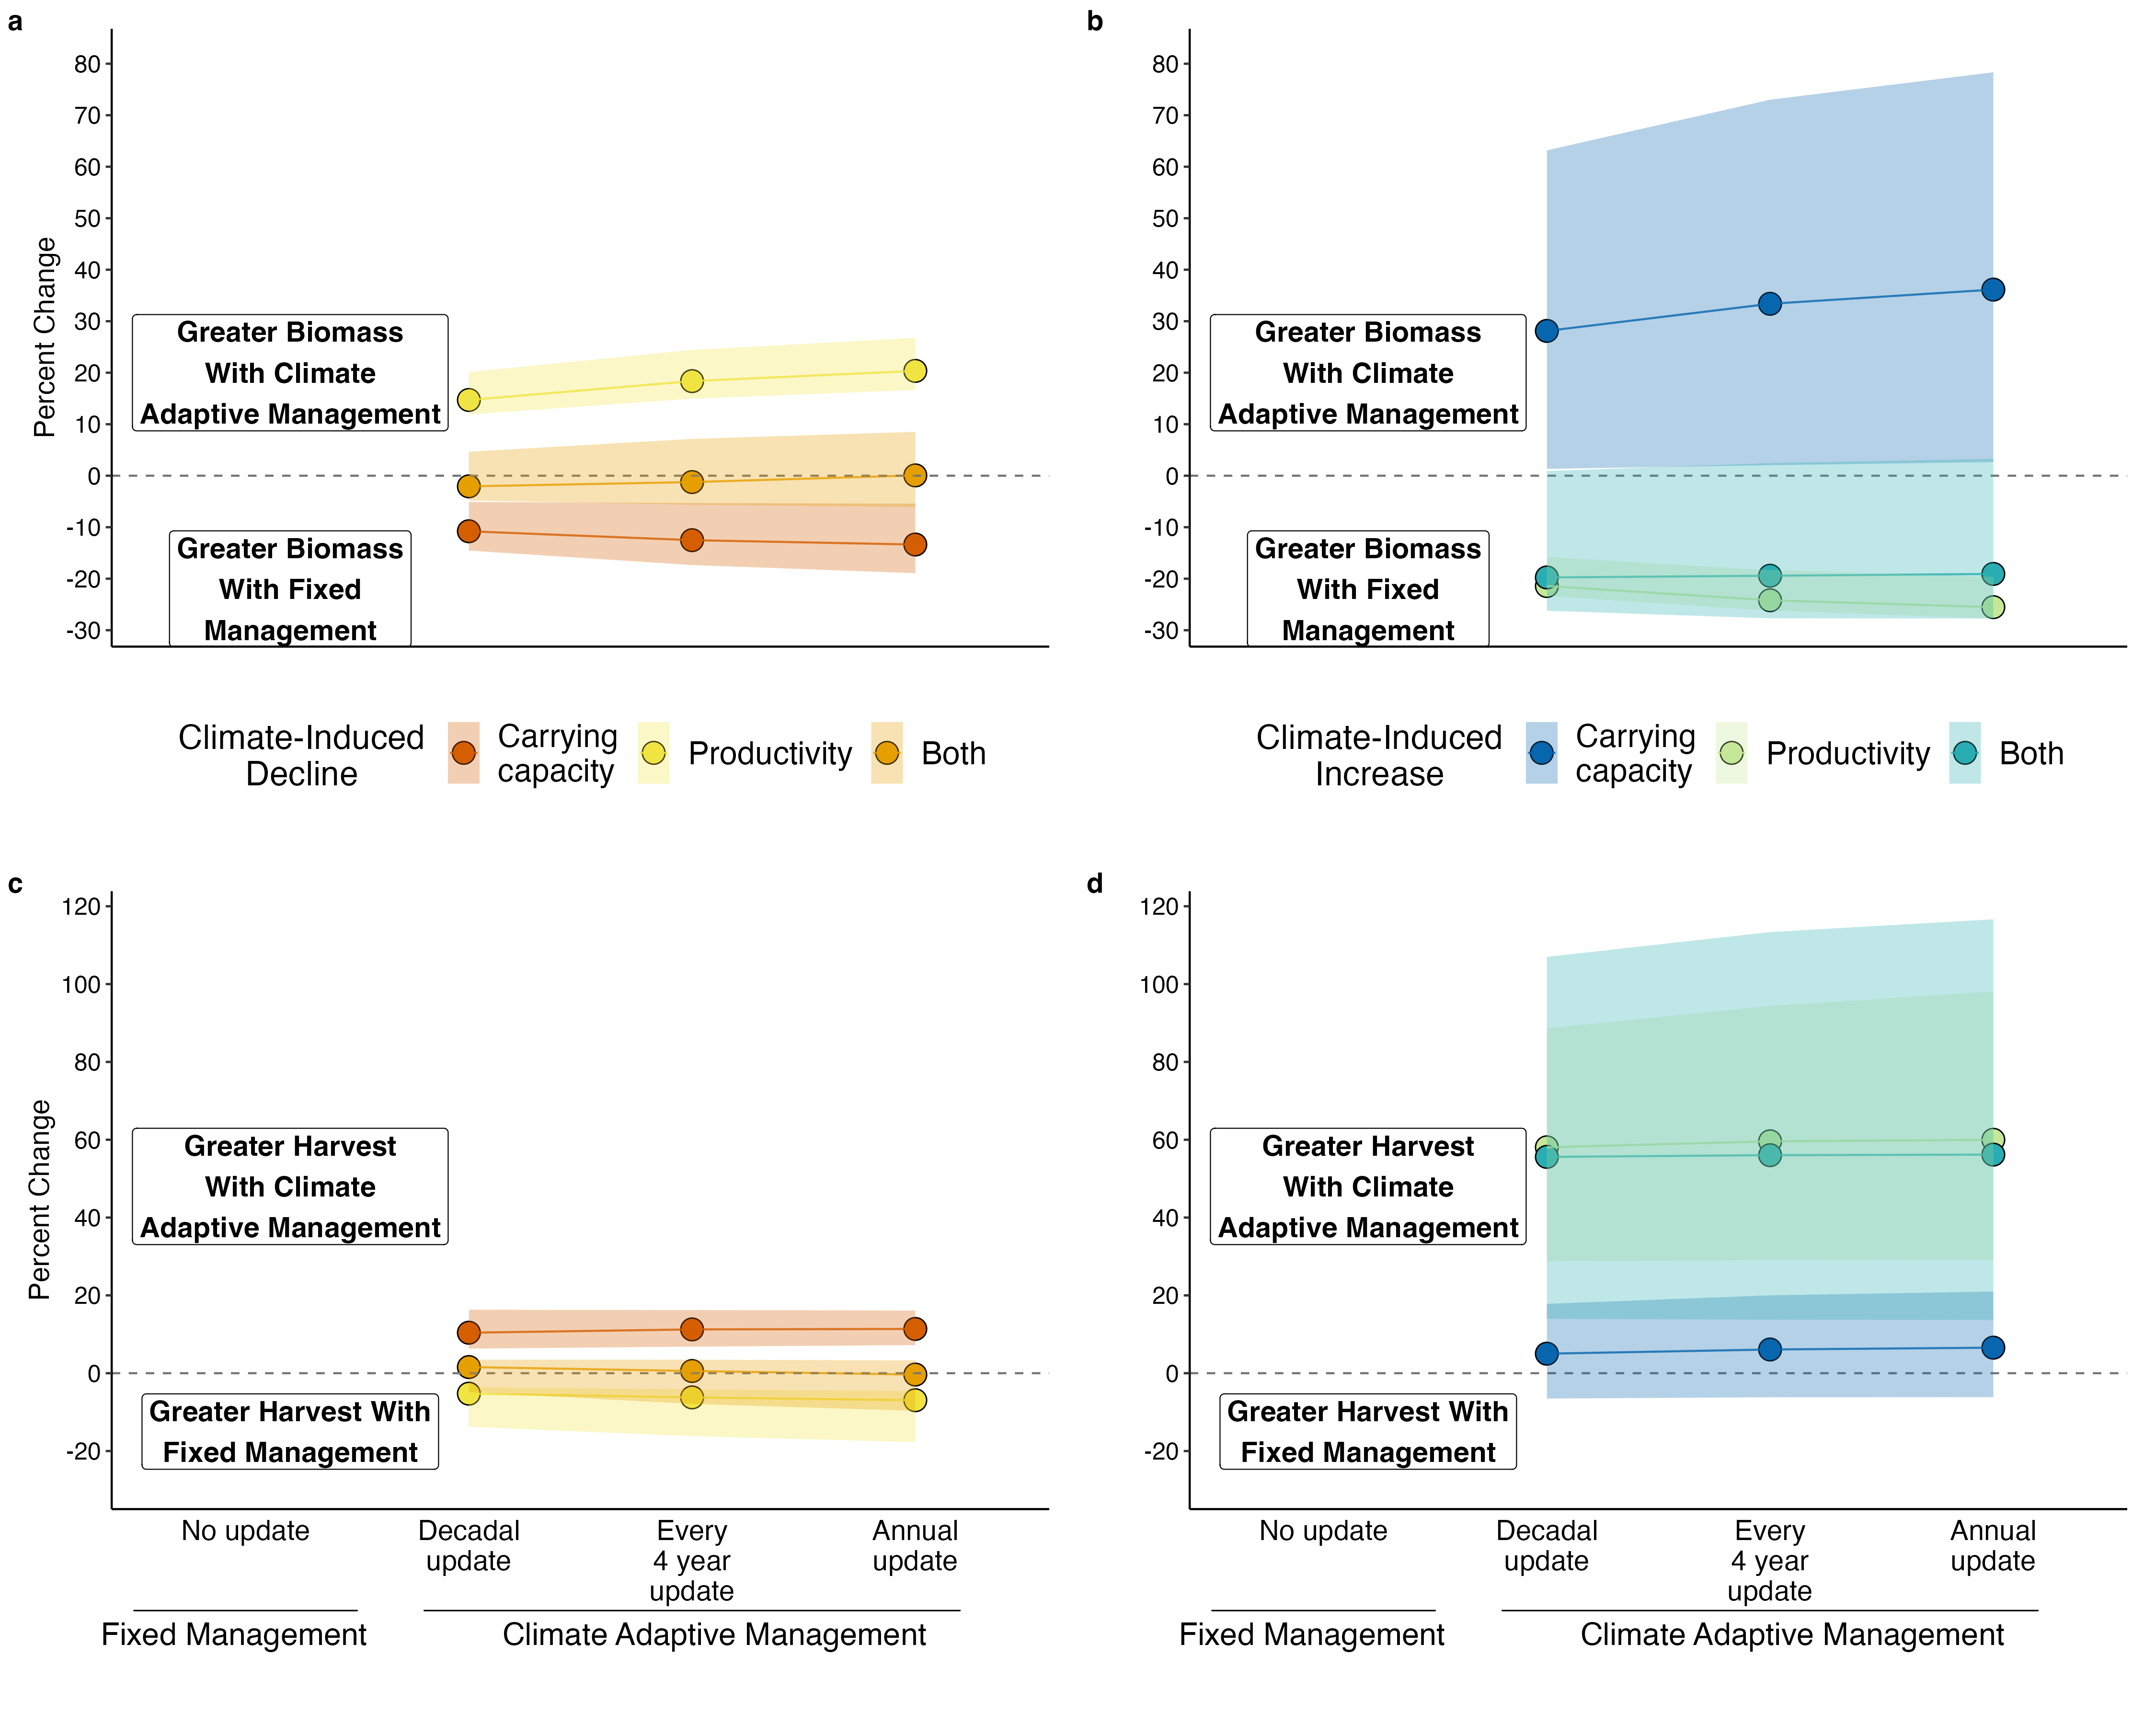 a
80
70
60
50
40
30
20
10
0
-10
-20
-30
Percent Change
Greater Biomass
With Climate
Adaptive Management
Greater Biomass
With Fixed
Management
b
80
70
60
50
40
30
20
10
0
-10
-20
-30
Greater Biomass
With Climate
Adaptive Management
Greater Biomass
With Fixed
Management
Climate-Induced
Decline
Carrying
capacity
Productivity
Both
Climate-Induced
Increase
Carrying
capacity
Productivity
Both
c
120
100
80
60
40
20
0
-20
Percent Change
Greater Harvest
With Climate
Adaptive Management
Greater Harvest With
Fixed Management
No update
Decadal
update
Every
4 year
update
Annual
update
Fixed Management
Climate Adaptive Management
d
120
100
80
60
40
20
0
-20
Greater Harvest
With Climate
Adaptive Management
Greater Harvest With
Fixed Management
No update
Decadal
update
Every
4 year
update
Annual
update
Fixed Management
Climate Adaptive Management